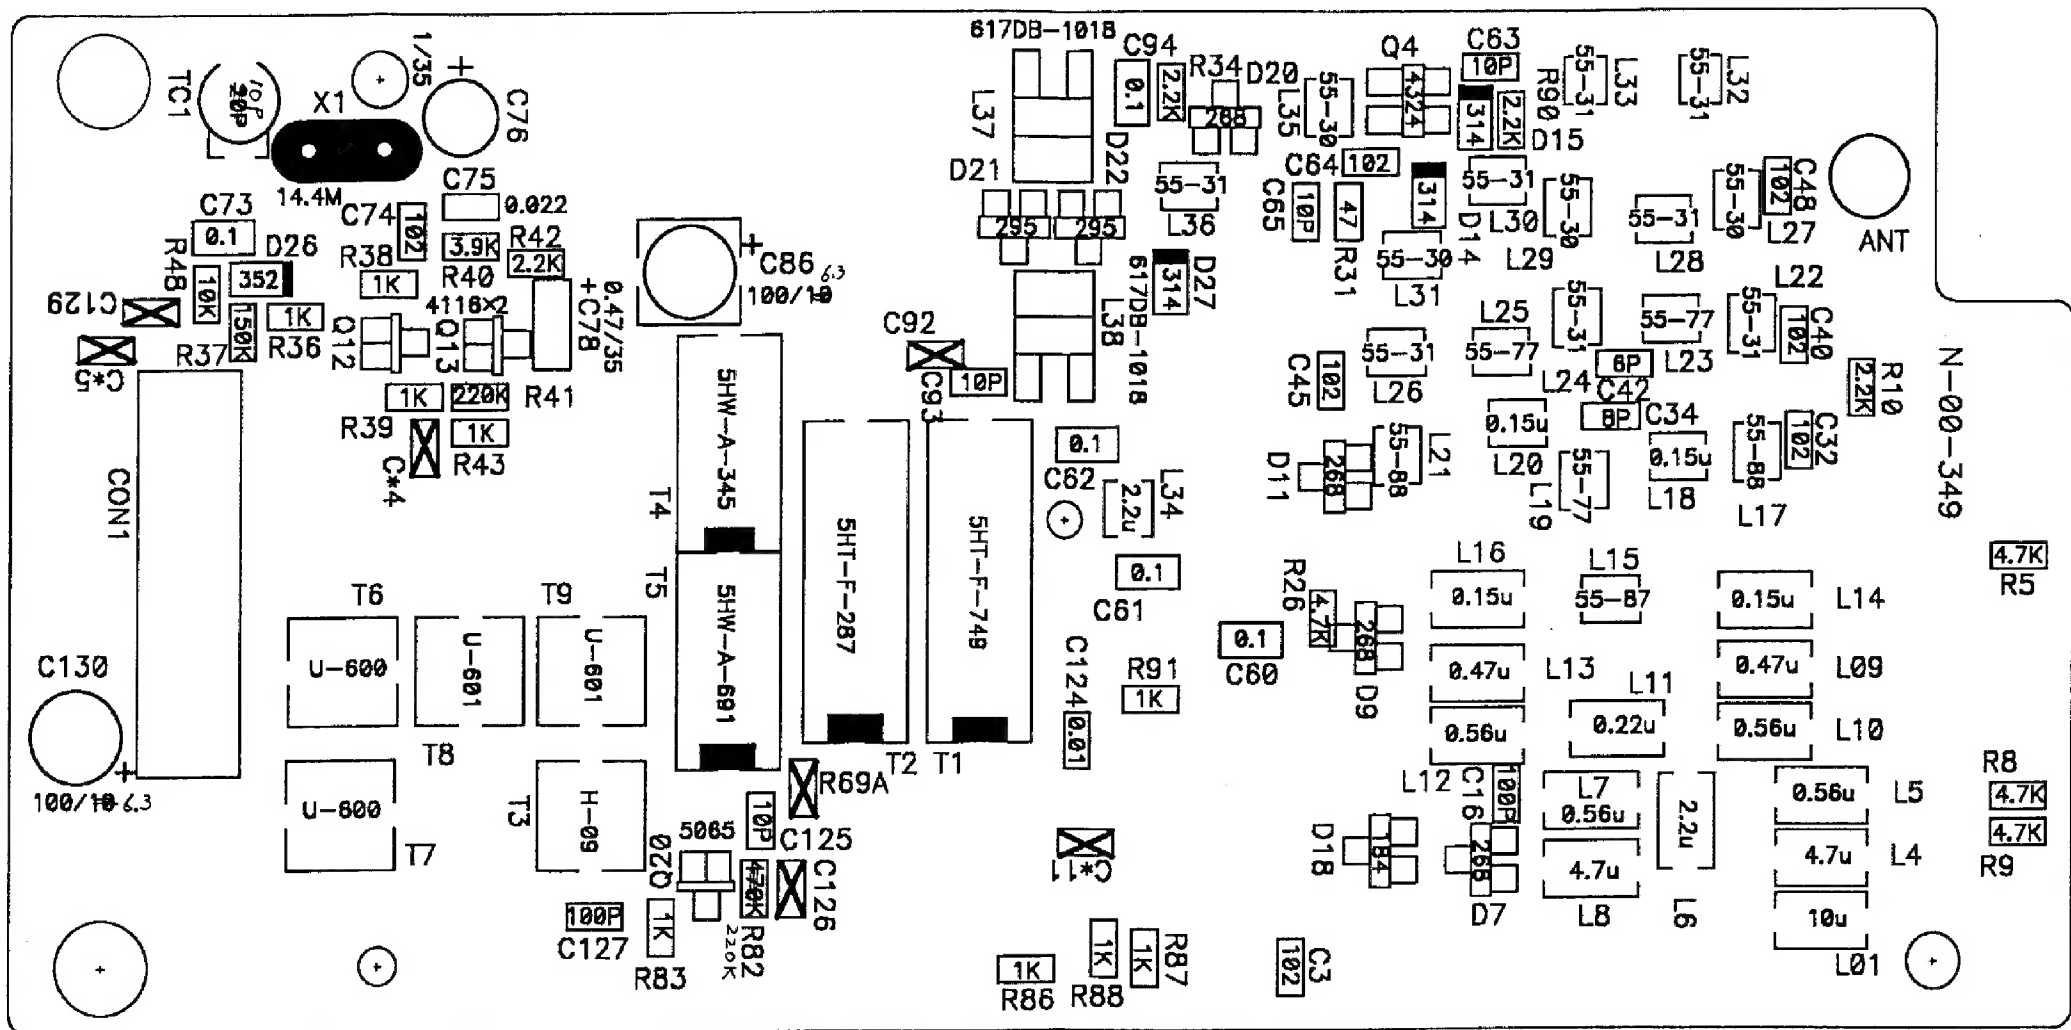 617DB-1018
C94
0.1
2.2K
R34
D20
268
L35
55-30
Q4
4324
C63
10P
314
2.2K
R90
D15
55-31
L33
55-31
L32
1/35
+
TC1
10P
20P
X1
14.4M
C76
L37
D21
D22
295
295
55-31
L36
C64
102
C65
10P
47
R31
314
D14
55-31
L30
55-30
L29
55-31
L28
55-30
102
C48
L27
ANT
C73
0.1
C74
102
C75
0.022
R48
10K
D26
352
R38
1K
3.9K
R40
R42
2.2K
4116×2
+C78
0.47/35
+
C86
6.3
100/10
617DB-1018
L38
314
D27
55-30
L31
C129
C*5
R37
150K
1K
R36
Q12
Q13
C92
C93
10P
C45
102
55-31
L26
L25
55-77
55-31
L24
55-77
L23
L22
55-31
102
C40
6P
C42
8P
C34
R10
2.2K
N-00-349
1K
R39
220K
R41
1K
R43
C*4
CON1
5HW-A-345
T4
T5
5HW-A-691
5HT-F-287
T2
5HT-F-749
T1
0.1
C62
2.2u
L34
0.1
C61
D11
268
55-88
L21
0.15u
L20
55-77
L19
0.15u
L18
55-88
L17
102
C32
4.7K
R5
L16
0.15u
L15
55-87
0.15u
L14
R26
4.7K
268
D9
0.1
C60
0.47u
L13
0.47u
L09
L11
0.22u
0.56u
L12
0.56u
L10
C124
0.01
R91
1K
T6
U-600
T9
U-601
U-601
T8
C130
+
100/10 6.3
U-600
T7
T3
H-09
R69A
10P
C125
C126
5065
Q20
470K
R82
220K
100P
C127
1K
R83
C*11
D18
184
C16
100P
268
D7
L7
0.56u
4.7u
L8
2.2u
L6
0.56u
L5
4.7u
L4
10u
L01
R8
4.7K
4.7K
R9
1K
R86
1K
R88
1K
R87
102
C3